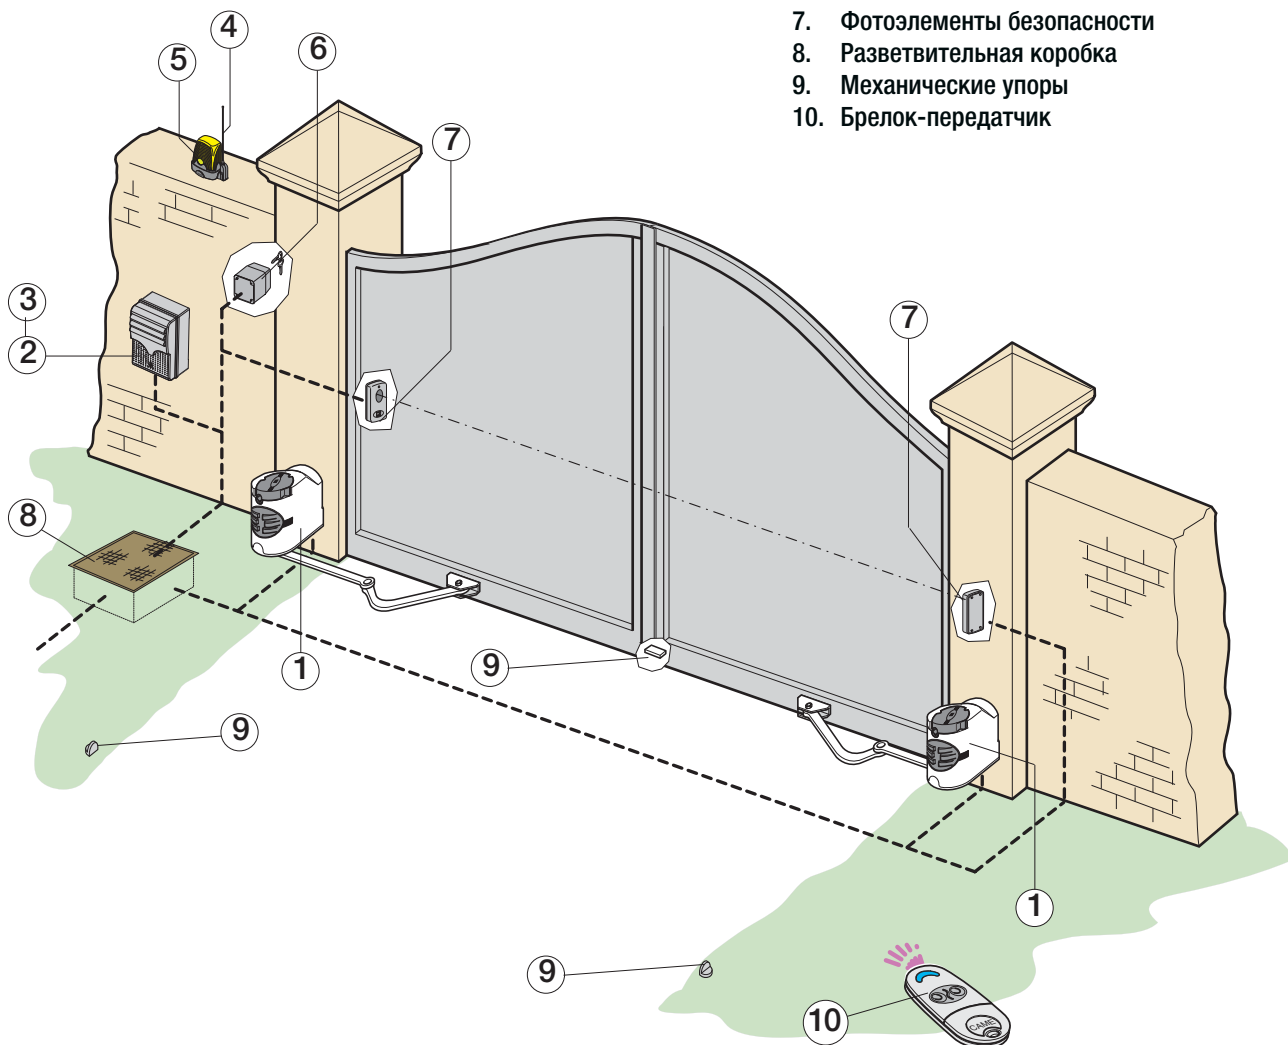 7. Фотоэлементы безопасности
8. Разветвительная коробка
9. Механические упоры
10. Брелок-передатчик
4
5
6
7
3
2
7
8
1
9
9
1
9
10
CAME